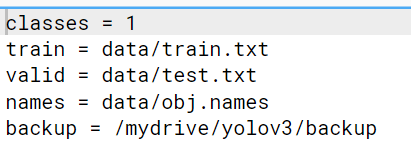 classes = 1
train = data/train.txt
valid = data/test.txt
names = data/obj.names
backup = /mydrive/yolov3/backup